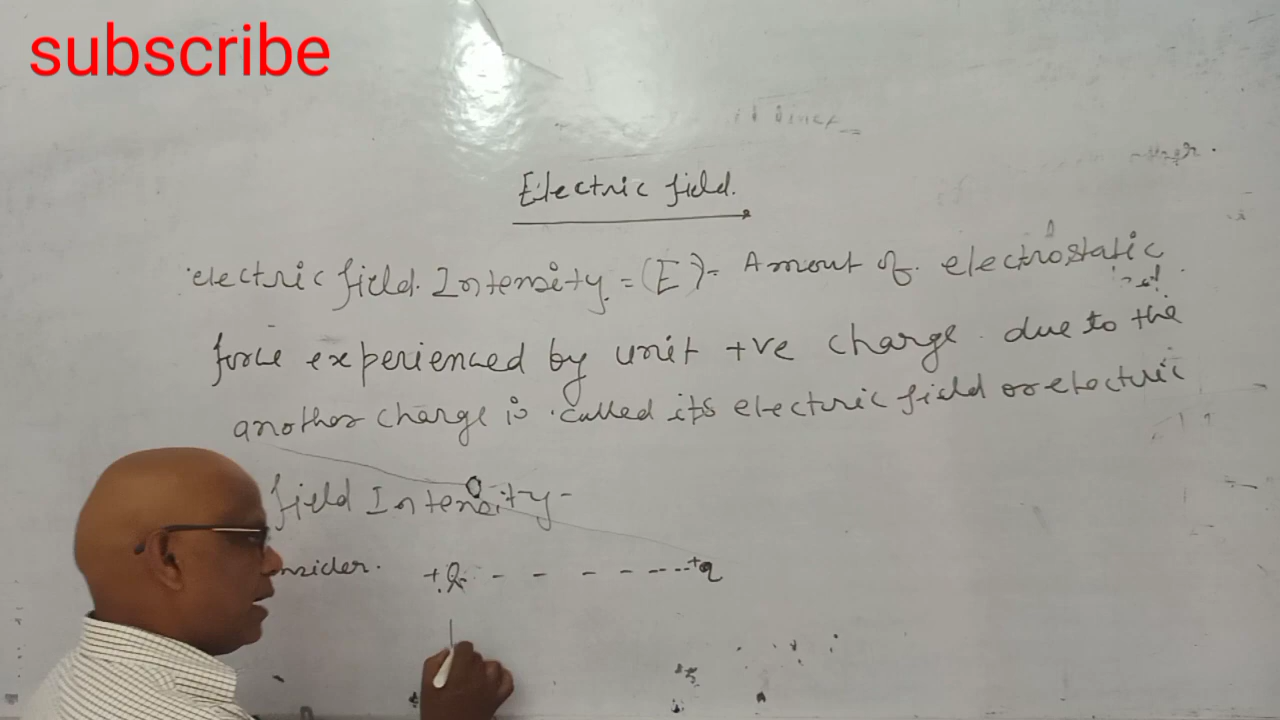 subscribe
Electric field.
electric field. Intensity. = (E) = Amout of electrostatic
force experienced by unit +ve charge. due to the
another charge is called its electric field or electric
field Intensity-
nsider.
+Q - - - - - - - +q